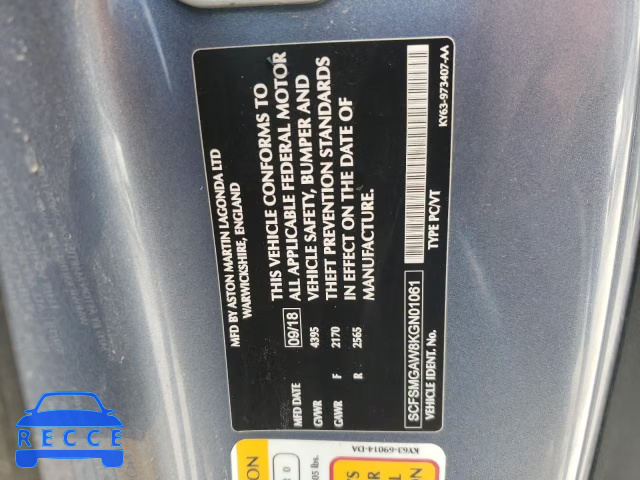 MFD BY ASTON MARTIN LAGONDA LTD
WARWICKSHIRE, ENGLAND
THIS VEHICLE CONFORMS TO
ALL APPLICABLE FEDERAL MOTOR
VEHICLE SAFETY, BUMPER AND
THEFT PREVENTION STANDARDS
IN EFFECT ON THE DATE OF
MANUFACTURE.
MFD DATE 09/18
GVWR 4395
GAWR F 2170
R 2565
SCFSMGAW8KGN01061
VEHICLE IDENT. No. TYPE PC/VT
KY63-973407-AA
KY63-69014-DA
RECCE